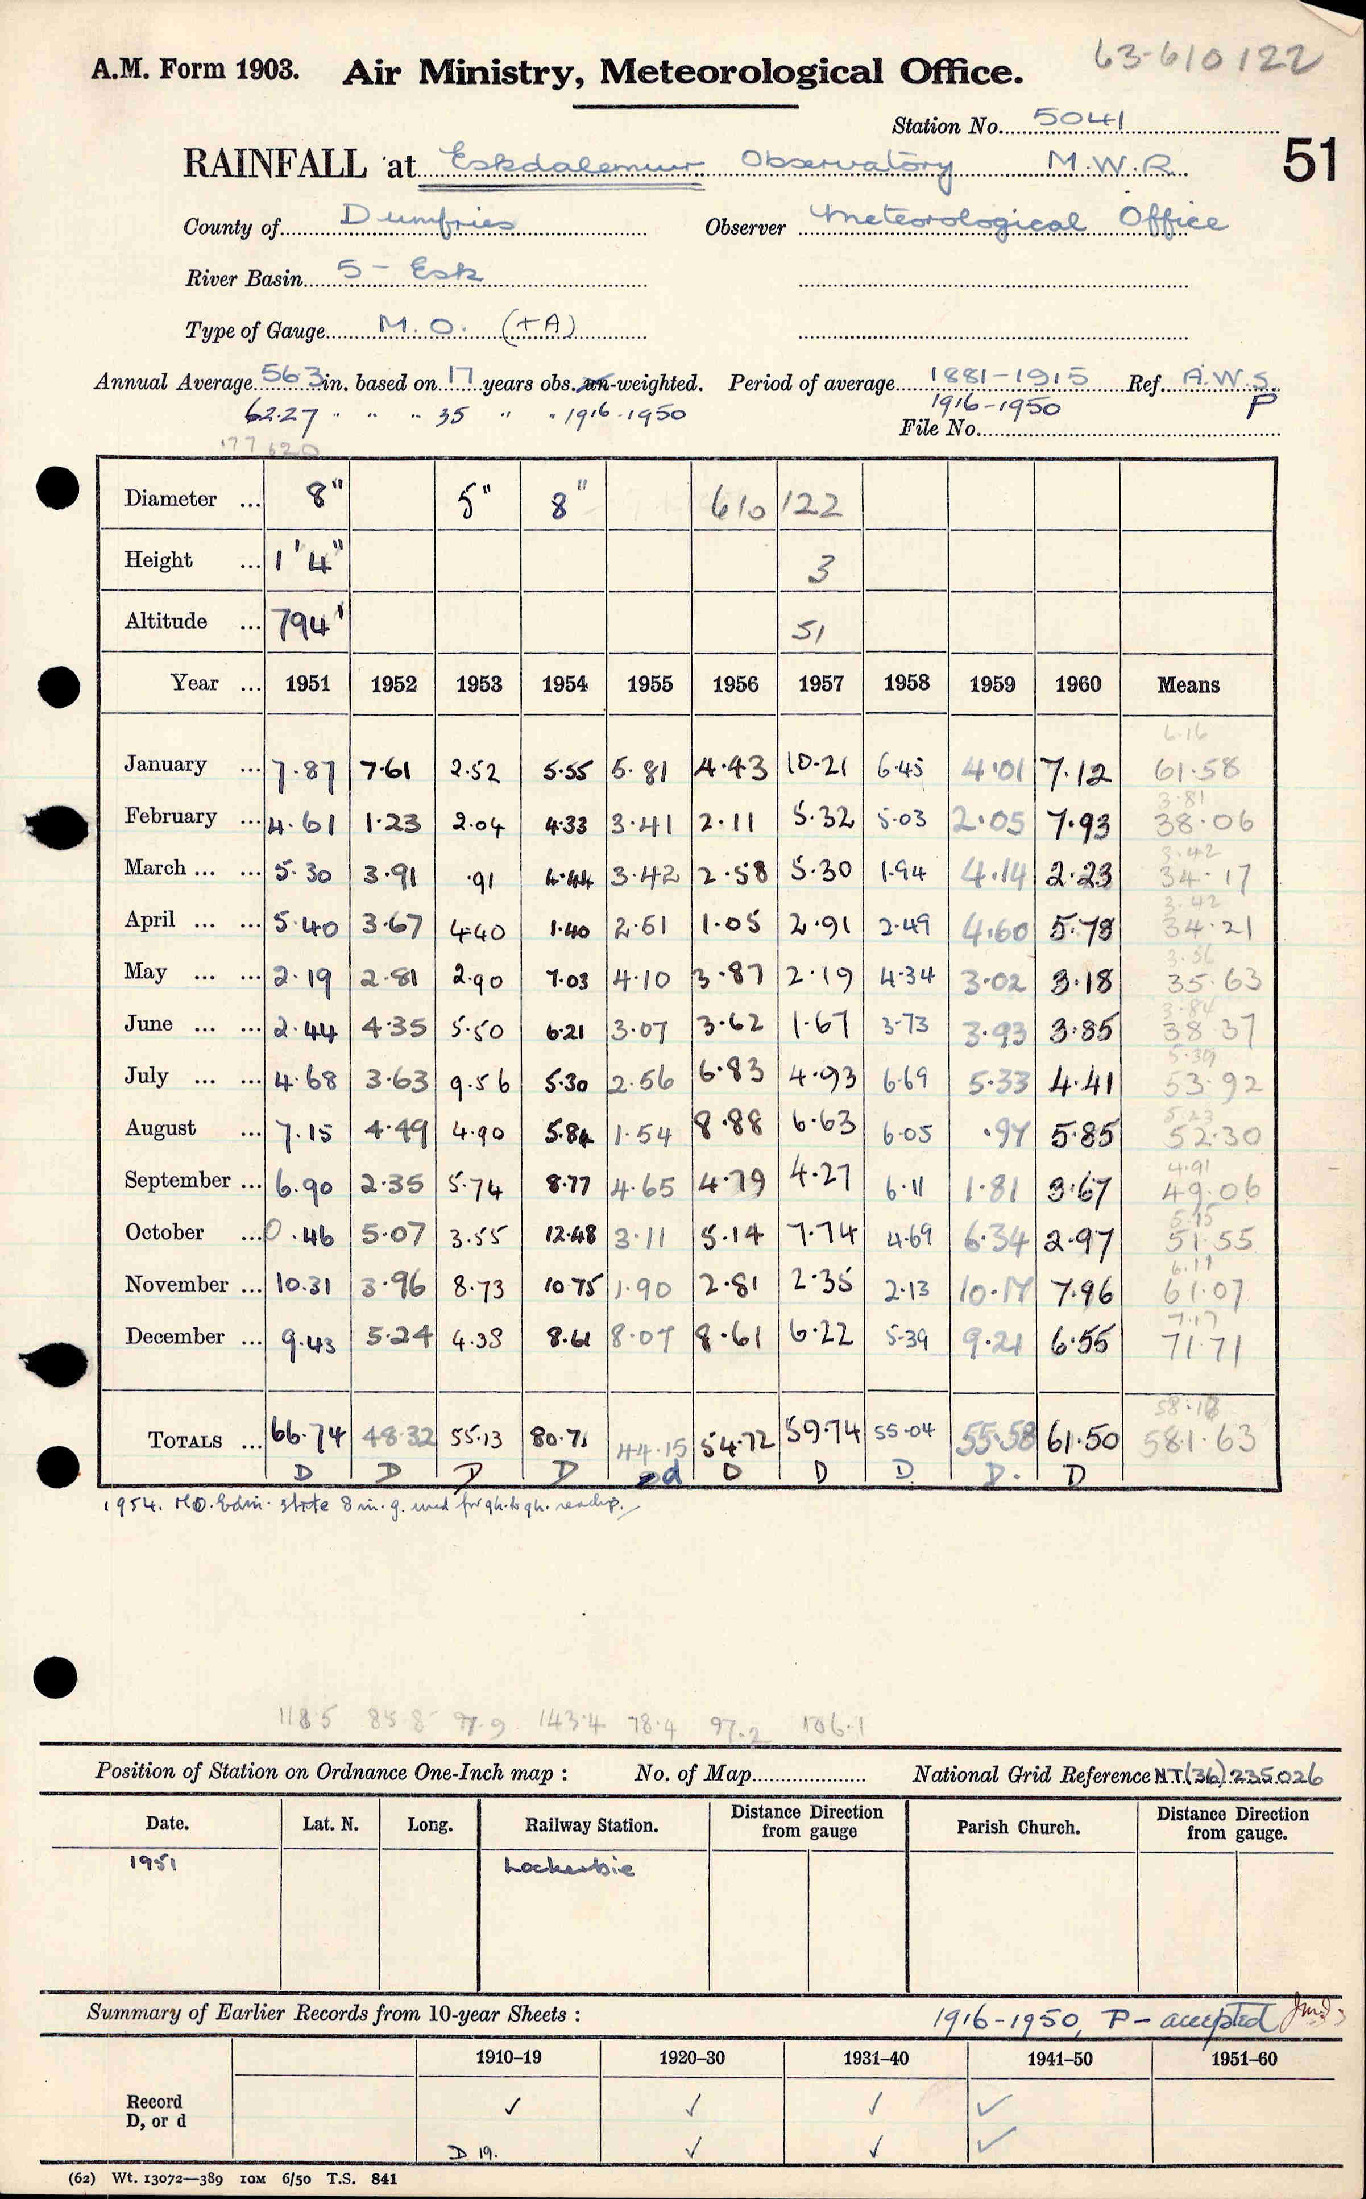 63-610122
A.M. Form 1903. Air Ministry, Meteorological Office.
Station No. 5041
51
RAINFALL at Eskdalemuir Observatory M.W.R.
County of Dumfries Observer Meteorological Office
River Basin 5 - Esk
Type of Gauge M.O. (+A)
Annual Average 56.3 in. based on 17 years obs. un-weighted. Period of average 1881-1915 Ref. A.W.S.
62.27 " " " 35 " " 1916-1950 1916-1950 P
File No.
Diameter ... 8" 5" 8" 610 122
Height ... 1' 4" 3
Altitude ... 794' 51
Year ... 1951 1952 1953 1954 1955 1956 1957 1958 1959 1960 Means
6.16
January ... 7.87 7.61 2.52 5.55 5.81 4.43 10.21 6.45 4.01 7.12 61.58
3.81
February ... 4.61 1.23 2.04 4.33 3.41 2.11 5.32 5.03 2.05 7.93 38.06
3.42
March ... ... 5.30 3.91 .91 4.44 3.42 2.58 5.30 1.94 4.14 2.23 34.17
3.42
April ... ... 5.40 3.67 4.40 1.40 2.51 1.05 2.91 2.49 4.60 5.78 34.21
3.56
May ... ... 2.19 2.81 2.90 7.03 4.10 3.87 2.19 4.34 3.02 3.18 35.63
3.84
June ... ... 2.44 4.35 5.50 6.21 3.07 3.62 1.67 3.73 3.93 3.85 38.37
5.39
July ... ... 4.68 3.63 9.56 5.30 2.56 6.83 4.93 6.69 5.33 4.41 53.92
5.23
August ... 7.15 4.49 4.90 5.84 1.54 8.88 6.63 6.05 .97 5.85 52.30
4.91
September ... 6.90 2.35 5.74 8.77 4.65 4.79 4.27 6.11 1.81 3.67 49.06
5.15
October ... 0.46 5.07 3.55 12.48 3.11 5.14 7.74 4.69 6.34 2.97 51.55
6.11
November ... 10.31 3.96 8.73 10.75 1.90 2.81 2.35 2.13 10.17 7.96 61.07
7.17
December ... 9.43 5.24 4.38 8.61 8.07 8.61 6.22 5.39 9.21 6.55 71.71
58.16
TOTALS ... 66.74 48.32 55.13 80.71 44.15 54.72 59.74 55.04 55.58 61.50 581.63
D D D D d D D D. D. D
1954. M.O. Edin. state 8 in. g. used for 9h. to 9h. readings.
118.5 85.8 97.9 143.4 78.4 97.2 106.1
Position of Station on Ordnance One-Inch map : No. of Map National Grid Reference NT(36) 235026
Date. Lat. N. Long. Railway Station. Distance Direction from gauge Parish Church. Distance Direction from gauge.
1951 Lockerbie
Summary of Earlier Records from 10-year Sheets : 1916-1950, P - accepted
1910-19 1920-30 1931-40 1941-50 1951-60
Record ✓ ✓ ✓ ✓
D, or d D 19. ✓ ✓ ✓
(62) Wt. 13072—389 10M 6/50 T.S. 841